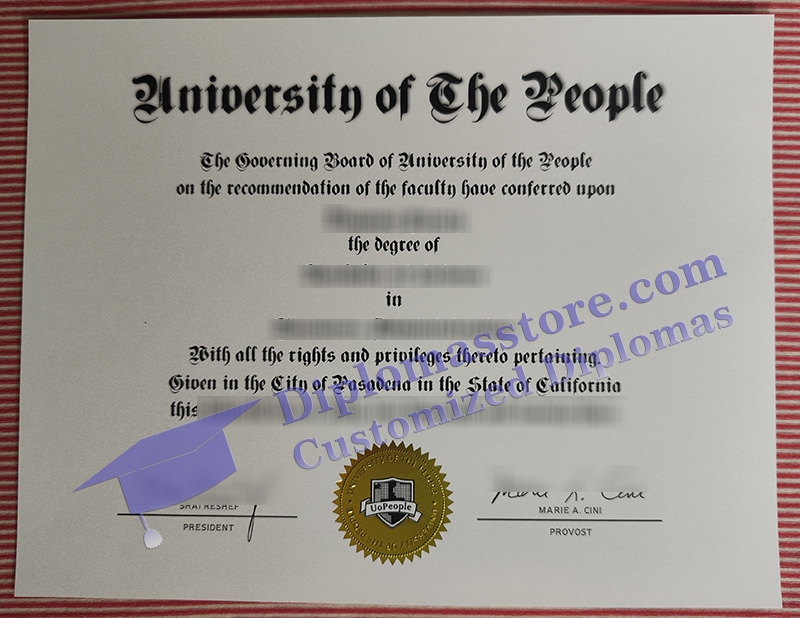 University of The People
The Governing Board of University of the People
on the recommendation of the faculty have conferred upon
the degree of
in
With all the rights and privileges thereto pertaining.
Given in the City of Pasadena in the State of California
this
Diplomasstore.com
Customized Diplomas
UoPeople
SHAI RESHEF
PRESIDENT
Marie A. Cini
MARIE A. CINI
PROVOST